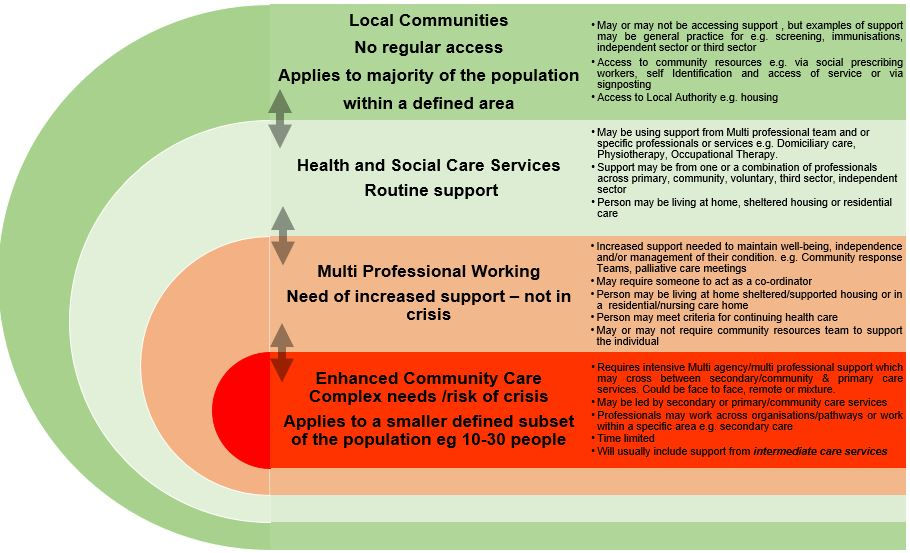 Local Communities
No regular access
Applies to majority of the population
within a defined area
• May or may not be accessing support , but examples of support
may be general practice for e.g. screening, immunisations,
independent sector or third sector
• Access to community resources e.g. via social prescribing
workers, self Identification and access of service or via
signposting
• Access to Local Authority e.g. housing
Health and Social Care Services
Routine support
• May be using support from Multi professional team and or
specific professionals or services e.g. Domiciliary care,
Physiotherapy, Occupational Therapy.
• Support may be from one or a combination of professionals
across primary, community, voluntary, third sector, independent
sector
• Person may be living at home, sheltered housing or residential
care
Multi Professional Working
Need of increased support – not in
crisis
• Increased support needed to maintain well-being, independence
and/or management of their condition. e.g. Community response
Teams, palliative care meetings
• May require someone to act as a co-ordinator
• Person may be living at home sheltered/supported housing or in
a residential/nursing care home
• Person may meet criteria for continuing health care
• May or may not require community resources team to support
the individual
Enhanced Community Care
Complex needs /risk of crisis
Applies to a smaller defined subset
of the population eg 10-30 people
• Requires intensive Multi agency/multi professional support which
may cross between secondary/community & primary care
services. Could be face to face, remote or mixture.
• May be led by secondary or primary/community care services
• Professionals may work across organisations/pathways or work
within a specific area e.g. secondary care
• Time limited
• Will usually include support from intermediate care services